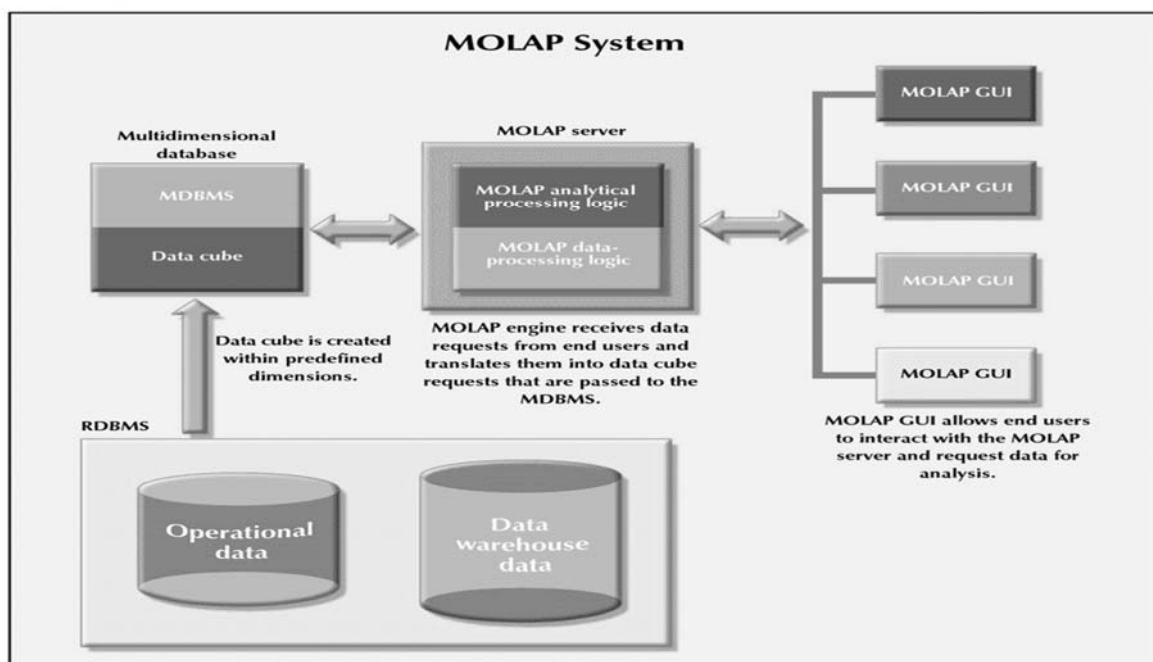 MOLAP System
Multidimensional
database
MDBMS
Data cube
MOLAP server
MOLAP analytical
processing logic
MOLAP data-
processing logic
MOLAP GUI
MOLAP GUI
MOLAP GUI
MOLAP GUI
Data cube is created
within predefined
dimensions.
MOLAP engine receives data
requests from end users and
translates them into data cube
requests that are passed to the
MDBMS.
MOLAP GUI allows end users
to interact with the MOLAP
server and request data for
analysis.
RDBMS
Operational
data
Data
warehouse
data